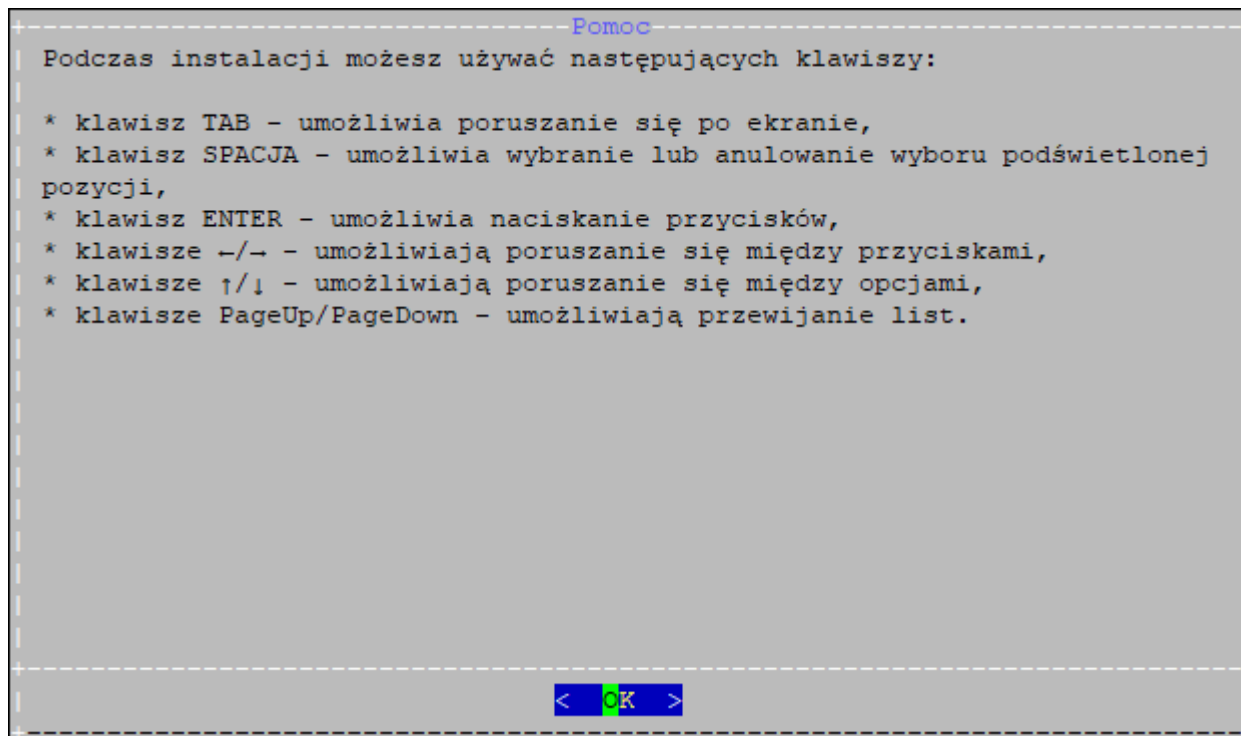 Pomoc
Podczas instalacji możesz używać następujących klawiszy:
* klawisz TAB - umożliwia poruszanie się po ekranie,
* klawisz SPACJA - umożliwia wybranie lub anulowanie wyboru podświetlonej
pozycji,
* klawisz ENTER - umożliwia naciskanie przycisków,
* klawisze ←/→ - umożliwiają poruszanie się między przyciskami,
* klawisze ↑/↓ - umożliwiają poruszanie się między opcjami,
* klawisze PageUp/PageDown - umożliwiają przewijanie list.
< OK >